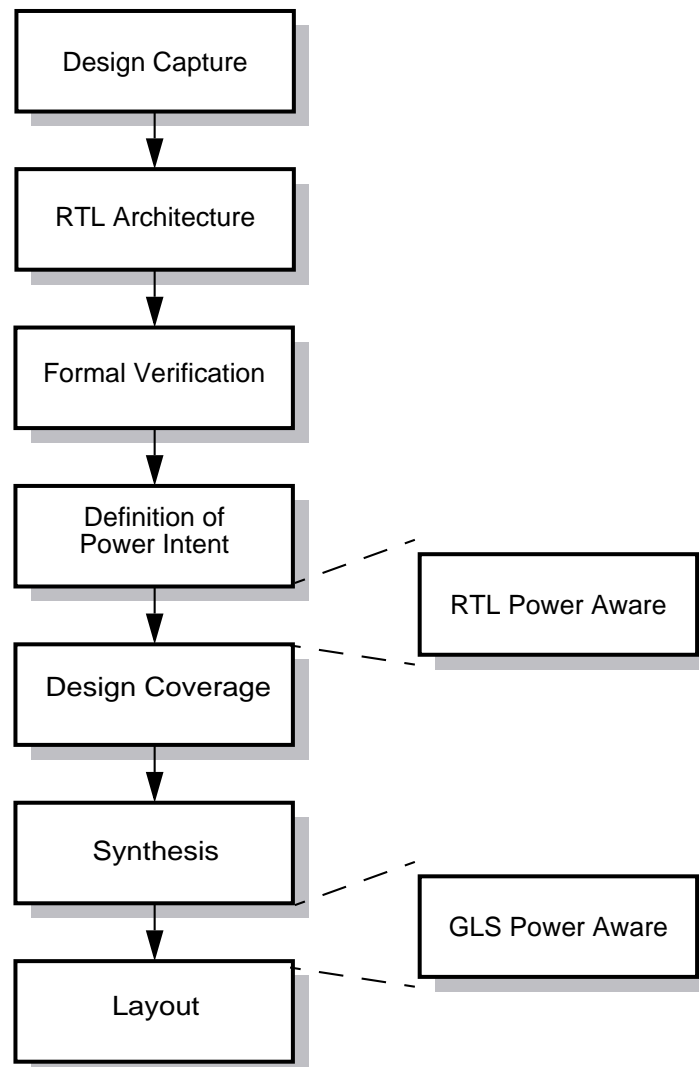 Design Capture
RTL Architecture
Formal Verification
Definition of
Power Intent
RTL Power Aware
Design Coverage
Synthesis
GLS Power Aware
Layout